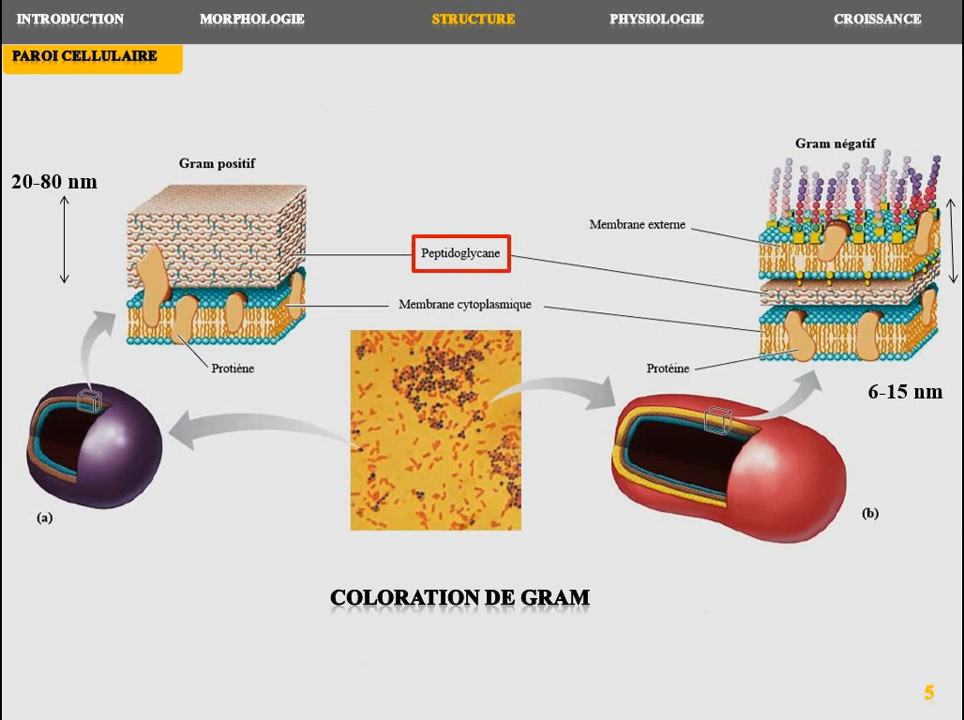 INTRODUCTION MORPHOLOGIE STRUCTURE PHYSIOLOGIE CROISSANCE
PAROI CELLULAIRE
Gram positif
Gram négatif
20-80 nm
Membrane externe
Peptidoglycane
Membrane cytoplasmique
Protiène
Protéine
6-15 nm
(a)
(b)
COLORATION DE GRAM
5